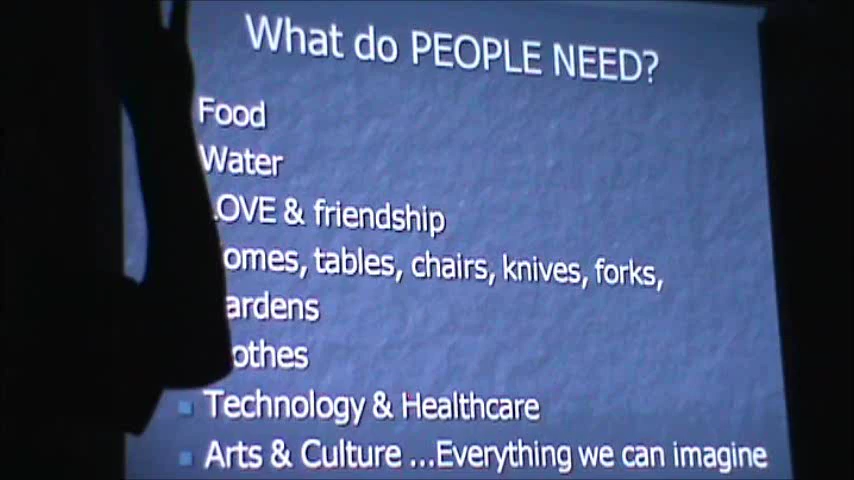 What do PEOPLE NEED?
Food
Water
LOVE & friendship
omes, tables, chairs, knives, forks,
ardens
othes
Technology & Healthcare
Arts & Culture ...Everything we can imagine